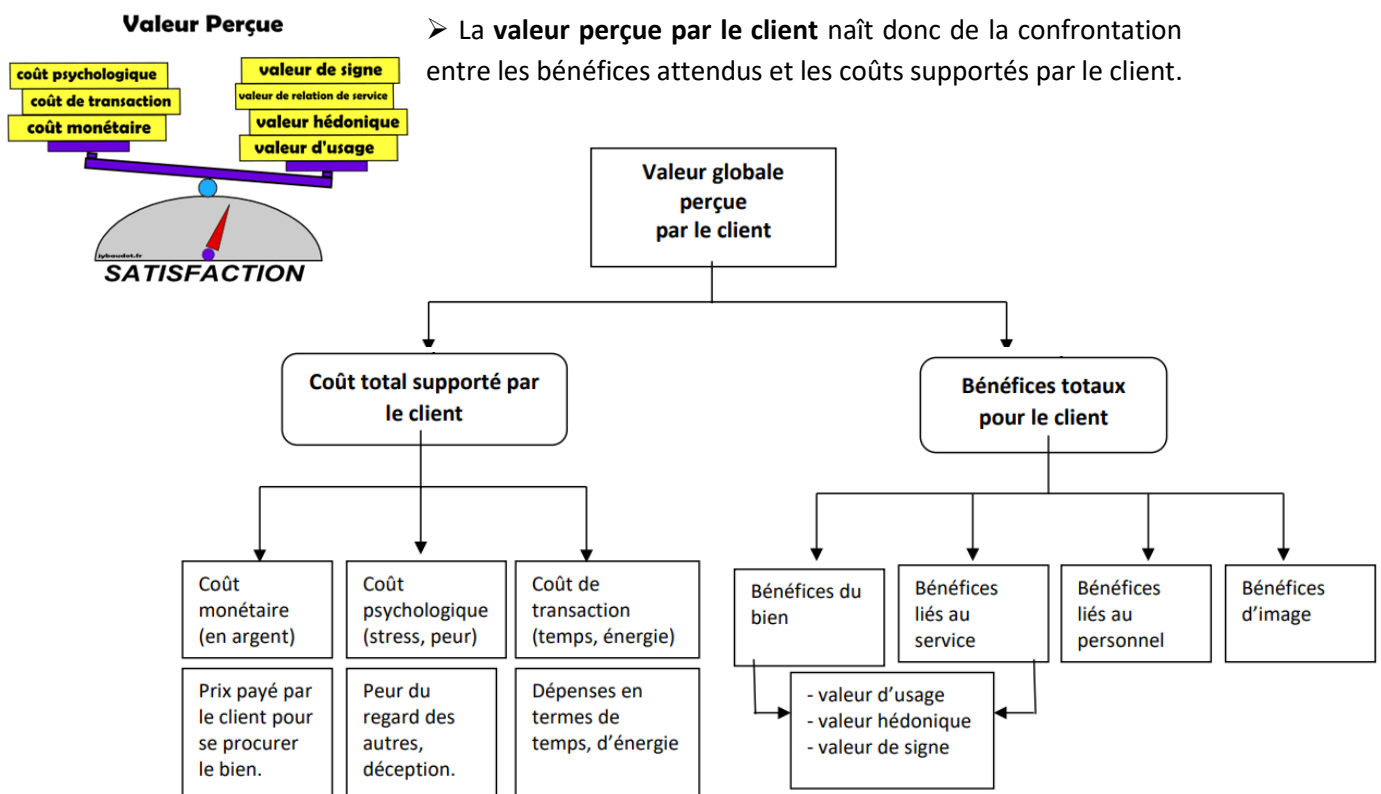 Valeur Perçue
coût psychologique
coût de transaction
coût monétaire
valeur de signe
valeur de relation de service
valeur hédonique
valeur d'usage
jybaudot.fr
SATISFACTION
➢ La valeur perçue par le client naît donc de la confrontation
entre les bénéfices attendus et les coûts supportés par le client.
Valeur globale
perçue
par le client
Coût total supporté par
le client
Bénéfices totaux
pour le client
Coût
monétaire
(en argent)
Coût
psychologique
(stress, peur)
Coût de
transaction
(temps, énergie)
Bénéfices du
bien
Bénéfices
liés au
service
Bénéfices
liés au
personnel
Bénéfices
d’image
Prix payé par
le client pour
se procurer
le bien.
Peur du
regard des
autres,
déception.
Dépenses en
termes de
temps, d’énergie
- valeur d’usage
- valeur hédonique
- valeur de signe